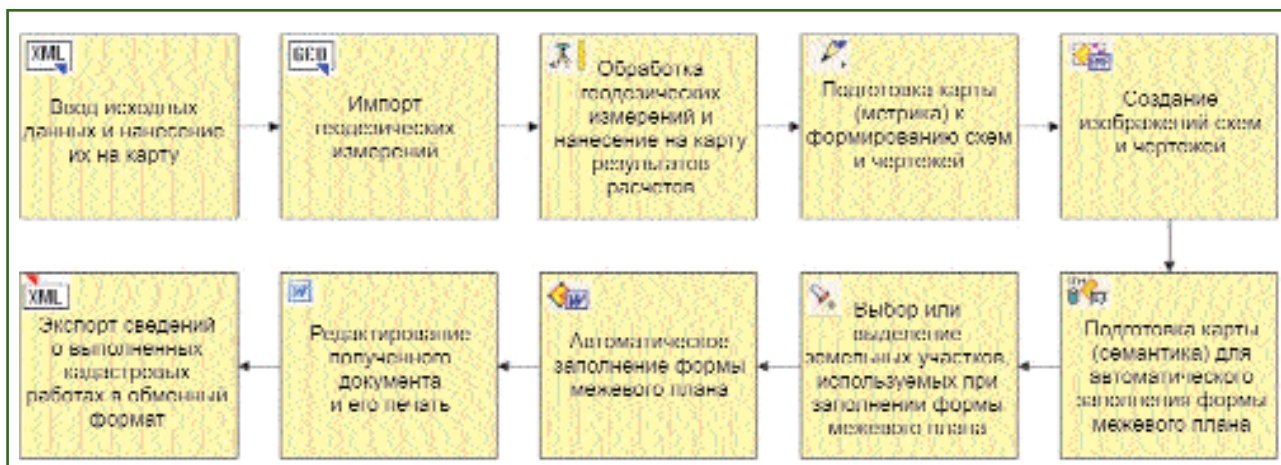 XML
Ввод исходных
данных и нанесение
их на карту
GEO
Импорт
геодезических
измерений
Обработка
геодезических
измерений и
нанесение на карту
результатов
расчетов
Подготовка карты
(метрика) к
формированию схем
и чертежей
Создание
изображений схем
и чертежей
Подготовка карты
(семантика) для
автоматического
заполнения формы
межевого плана
Выбор или
выделение
земельных участков,
используемых при
заполнении формы
межевого плана
W
Автоматическое
заполнение формы
межевого плана
W
Редактирование
полученного
документа
и его печать
XML
Экспорт сведений
о выполненных
кадастровых
работах в обменный
формат